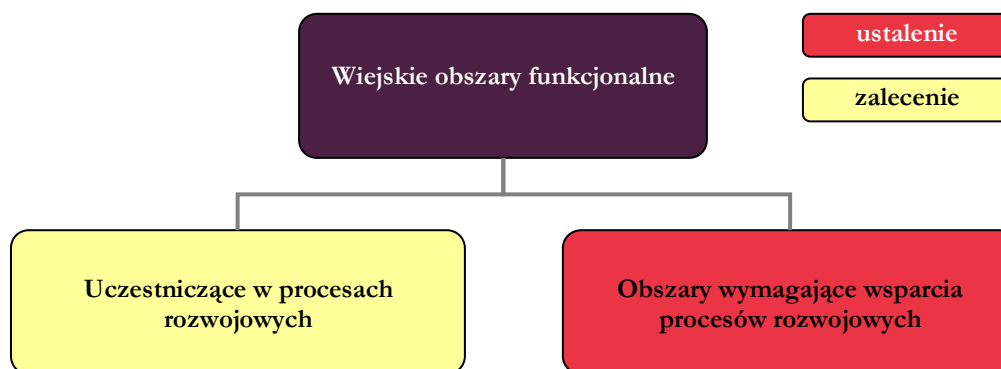 Wiejskie obszary funkcjonalne
ustalenie
zalecenie
Uczestniczące w procesach
rozwojowych
Obszary wymagające wsparcia
procesów rozwojowych